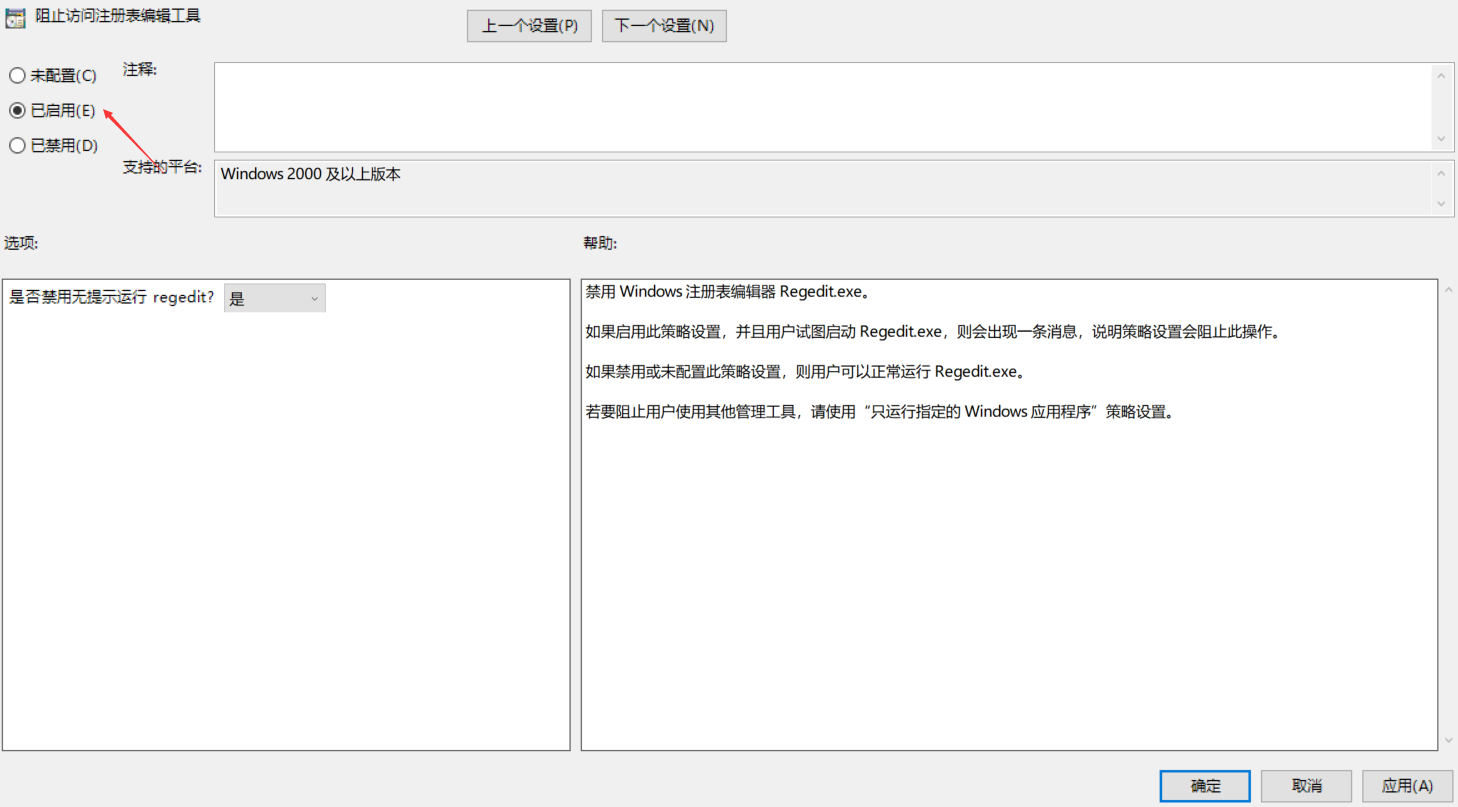 阻止访问注册表编辑工具
上一个设置(P)
下一个设置(N)
未配置(C)
注释:
已启用(E)
已禁用(D)
支持的平台:
Windows 2000 及以上版本
选项:
帮助:
是否禁用无提示运行 regedit?
是
禁用 Windows 注册表编辑器 Regedit.exe。
如果启用此策略设置，并且用户试图启动 Regedit.exe，则会出现一条消息，说明策略设置会阻止此操作。
如果禁用或未配置此策略设置，则用户可以正常运行 Regedit.exe。
若要阻止用户使用其他管理工具，请使用“只运行指定的 Windows 应用程序”策略设置。
确定
取消
应用(A)